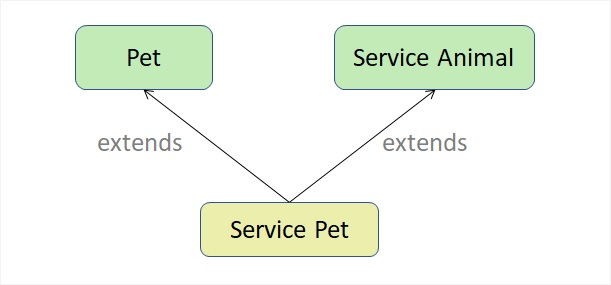 Pet
Service Animal
extends
extends
Service Pet